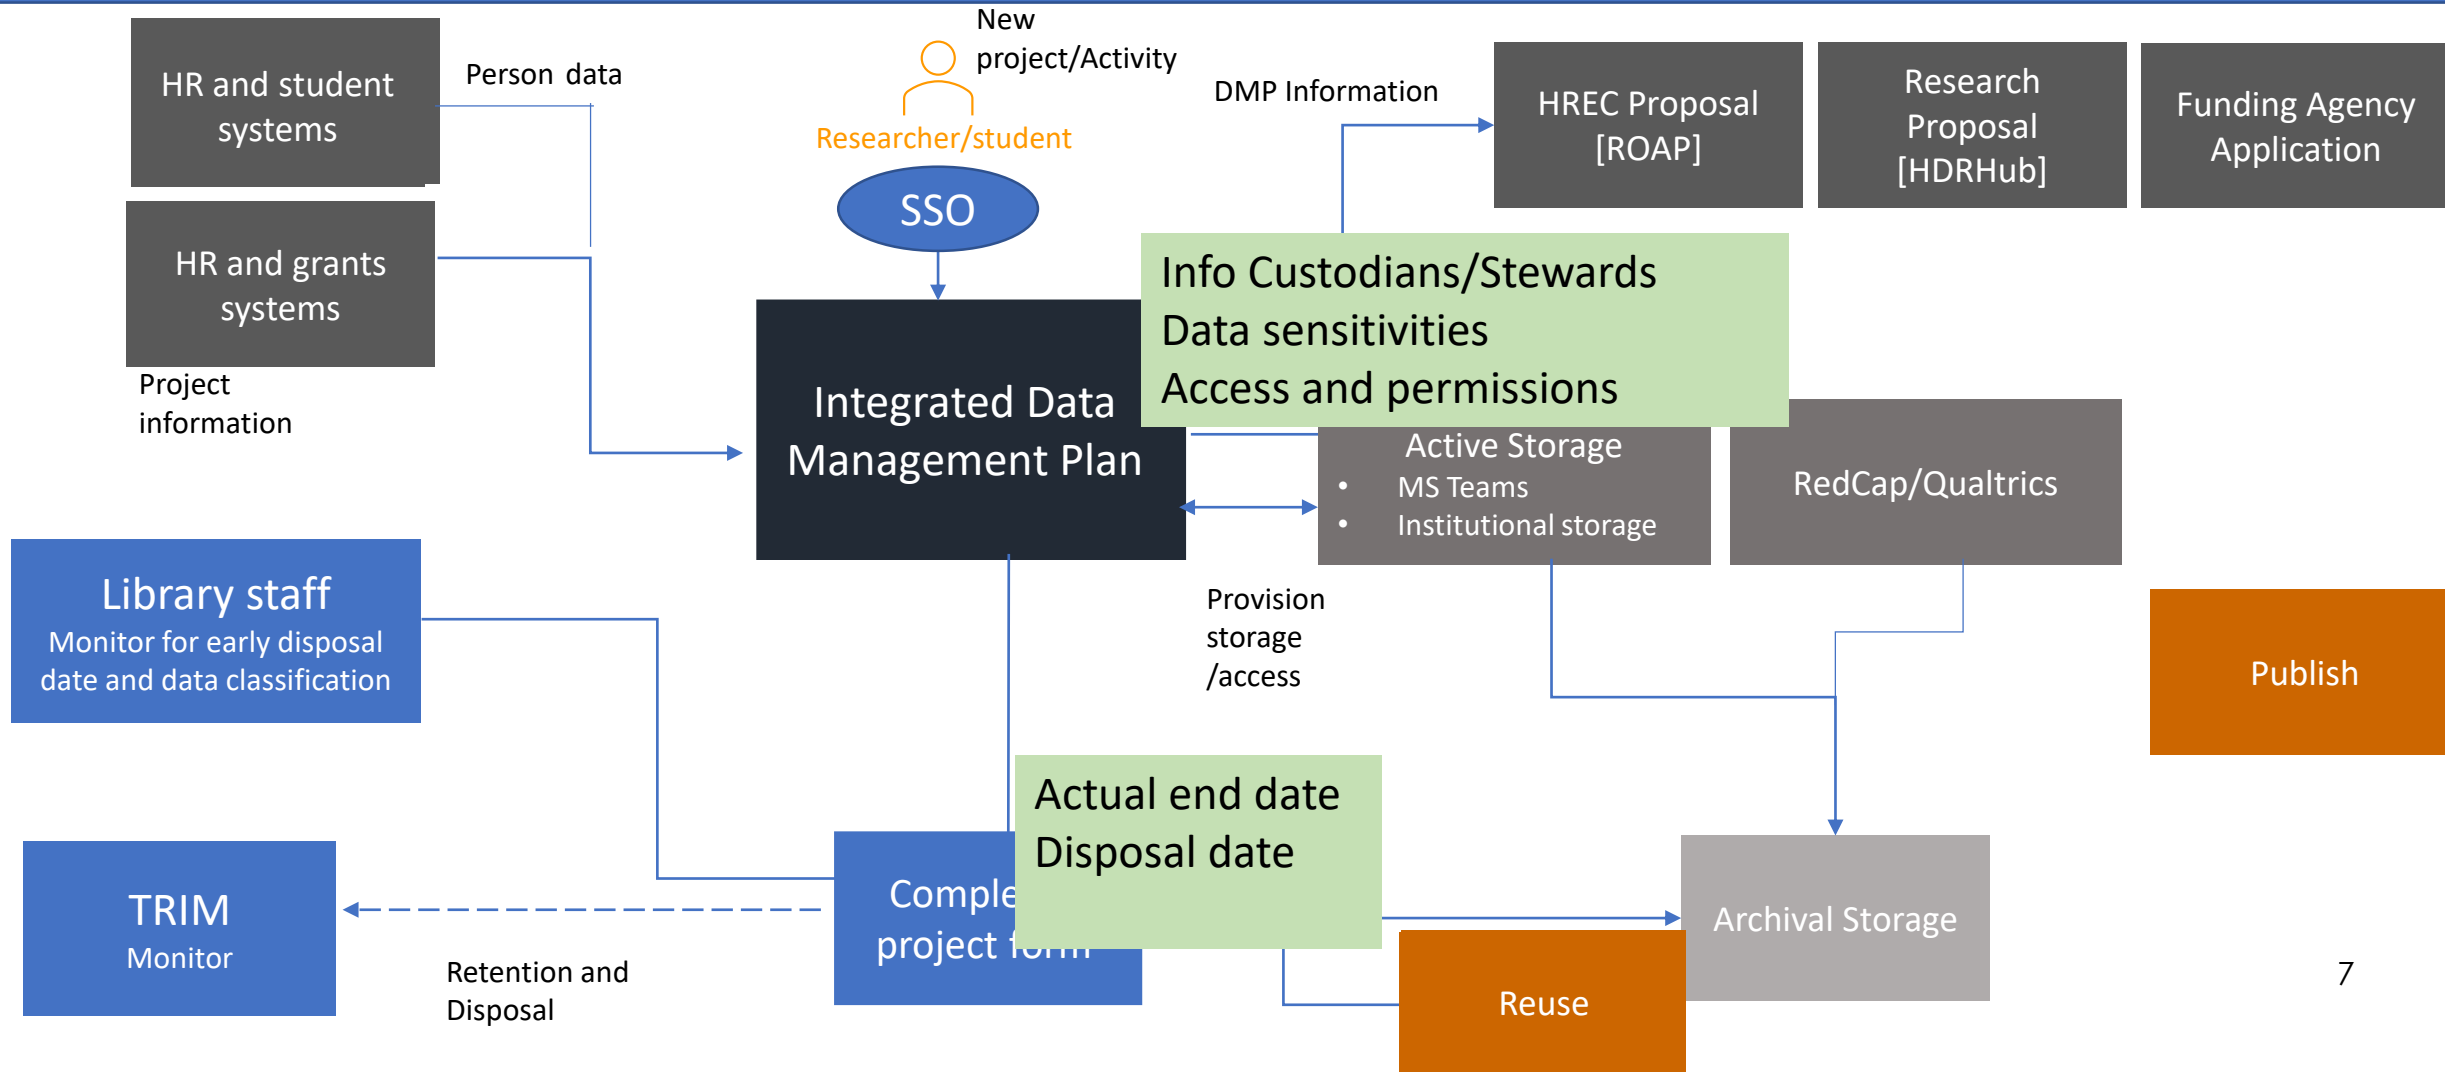 New
project/Activity
HR and student
systems
Person data
Researcher/student
SSO
DMP Information
HREC Proposal
[ROAP]
Research
Proposal
[HDRHub]
Funding Agency
Application
HR and grants
systems
Project
information
Info Custodians/Stewards
Data sensitivities
Access and permissions
Integrated Data
Management Plan
Active Storage
• MS Teams
• Institutional storage
RedCap/Qualtrics
Library staff
Monitor for early disposal
date and data classification
Provision
storage
/access
Publish
Actual end date
Disposal date
TRIM
Monitor
Retention and
Disposal
Comple
project form
Archival Storage
Reuse
7